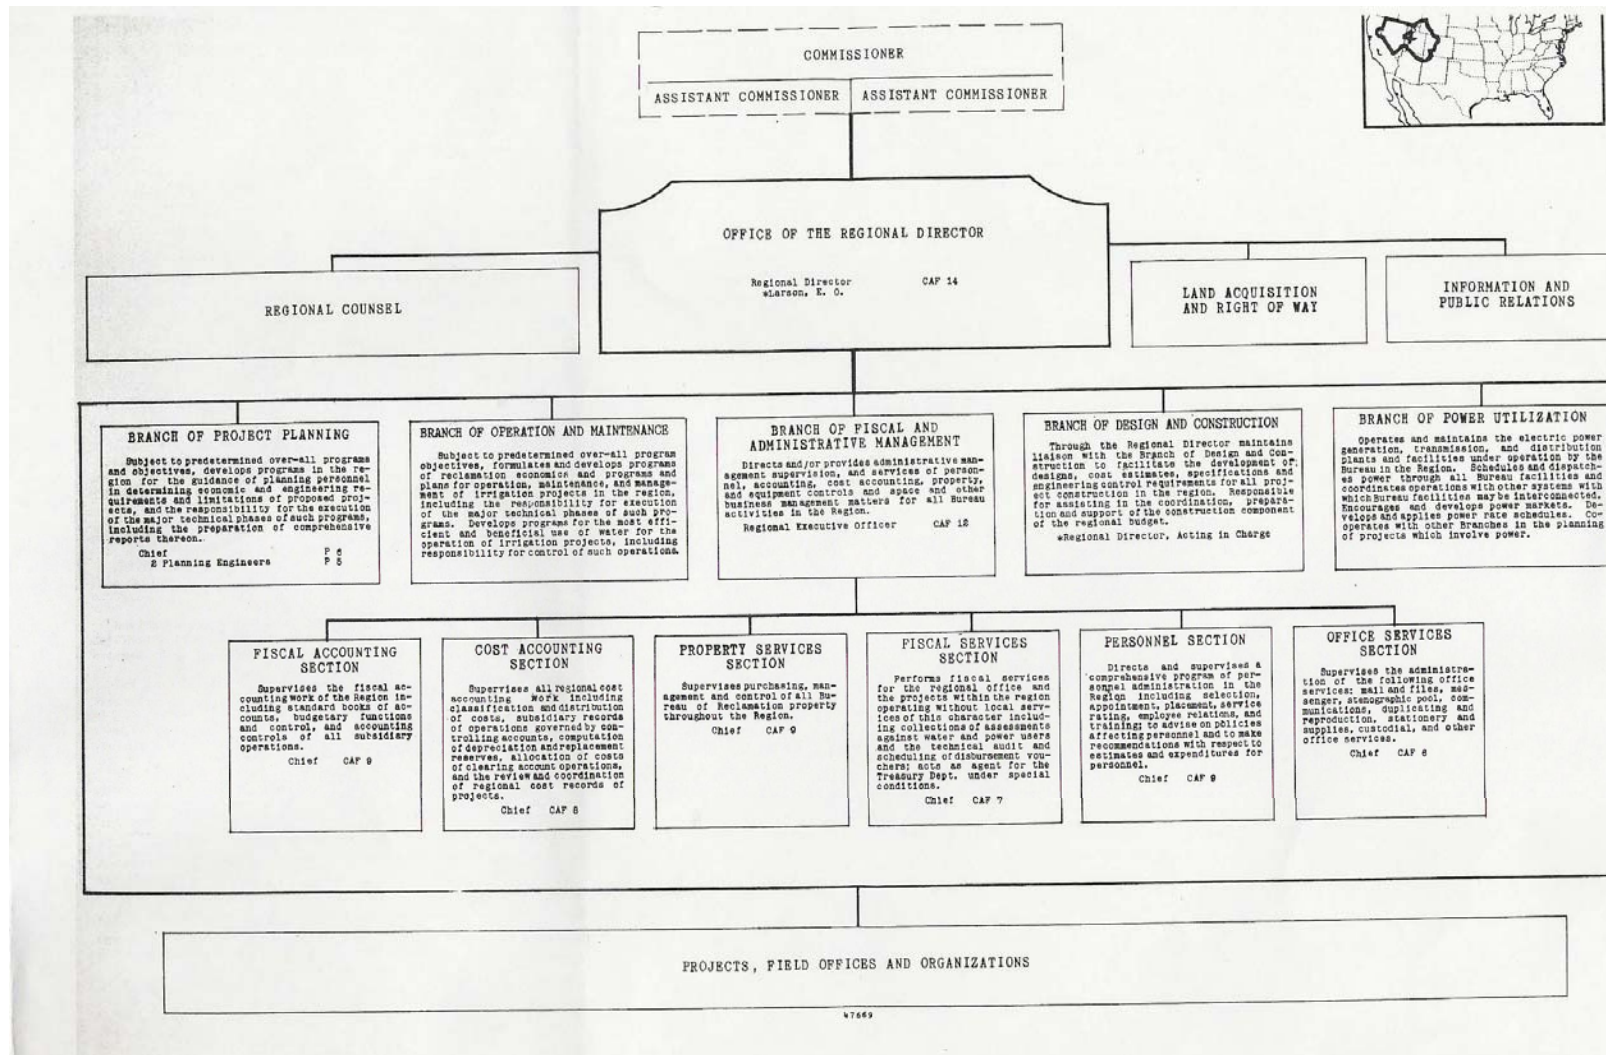 COMMISSIONER
ASSISTANT COMMISSIONER
ASSISTANT COMMISSIONER
OFFICE OF THE REGIONAL DIRECTOR
Regional Director CAF 14
*Larson, E. O.
REGIONAL COUNSEL
LAND ACQUISITION
AND RIGHT OF WAY
INFORMATION AND
PUBLIC RELATIONS
BRANCH OF PROJECT PLANNING
Subject to predetermined over-all programs
and objectives, develops programs in the re-
gion for the guidance of planning personnel
in determining economic and engineering re-
quirements and limitations of proposed proj-
ects, and the responsibility for the execution
of the major technical phases of such programs,
including the preparation of comprehensive
reports thereon.
Chief P 6
2 Planning Engineers P 5
BRANCH OF OPERATION AND MAINTENANCE
Subject to predetermined over-all program
objectives, formulates and develops programs
of reclamation economics and programs and
plans for operation, maintenance, and manage-
ment of irrigation projects in the region,
including the responsibility for execution
of the major technical phases of such pro-
grams. Develops programs for the most effi-
cient and beneficial use of water for the
operation of irrigation projects, including
responsibility for control of such operations.
BRANCH OF FISCAL AND
ADMINISTRATIVE MANAGEMENT
Directs and/or provides administrative man-
agement supervision, and services of person-
nel, accounting, cost accounting, property,
and equipment controls and space and other
business management matters for all Bureau
activities in the Region.
Regional Executive Officer CAF 12
BRANCH OF DESIGN AND CONSTRUCTION
Through the Regional Director maintains
liaison with the Branch of Design and Con-
struction to facilitate the development of
designs, cost estimates, specifications and
engineering control requirements for all proj-
ect construction in the region. Responsible
for assisting in the coordination, prepara-
tion and support of the construction component
of the regional budget.
*Regional Director, Acting in Charge
BRANCH OF POWER UTILIZATION
Operates and maintains the electric power
generation, transmission, and distribution
plants and facilities under operation by the
Bureau in the Region. Schedules and dispatch-
es power through all Bureau facilities and
coordinates operations with other systems with
which Bureau facilities may be interconnected.
Encourages and develops power markets. De-
velops and applies power rate schedules. Co-
operates with other Branches in the planning
of projects which involve power.
FISCAL ACCOUNTING
SECTION
Supervises the fiscal ac-
counting work of the Region in-
cluding standard books of ac-
counts, budgetary functions
and control, and accounting
controls of all subsidiary
operations.
Chief CAF 9
COST ACCOUNTING
SECTION
Supervises all regional cost
accounting work including
classification and distribution
of costs, subsidiary records
of operations governed by con-
trolling accounts, computation
of depreciation and replacement
reserves, allocation of costs
of clearing account operations,
and the review and coordination
of regional cost records of
projects.
Chief CAF 8
PROPERTY SERVICES
SECTION
Supervises purchasing, man-
agement and control of all Bu-
reau of Reclamation property
throughout the Region.
Chief CAF 9
FISCAL SERVICES
SECTION
Performs fiscal services
for the regional office and
the projects within the region
operating without local serv-
ices of this character includ-
ing collections of assessments
against water and power users
and the technical audit and
scheduling of disbursement vou-
chers; acts as agent for the
Treasury Dept. under special
conditions.
Chief CAF 7
PERSONNEL SECTION
Directs and supervises a
comprehensive program of per-
sonnel administration in the
Region including selection,
appointment, placement, service
rating, employee relations, and
training; to advise on policies
affecting personnel and to make
recommendations with respect to
estimates and expenditures for
personnel.
Chief CAF 9
OFFICE SERVICES
SECTION
Supervises the administra-
tion of the following office
services: mail and files, mes-
senger, stenographic pool, com-
munications, duplicating and
reproduction, stationery and
supplies, custodial, and other
office services.
Chief CAF 6
PROJECTS, FIELD OFFICES AND ORGANIZATIONS
47669